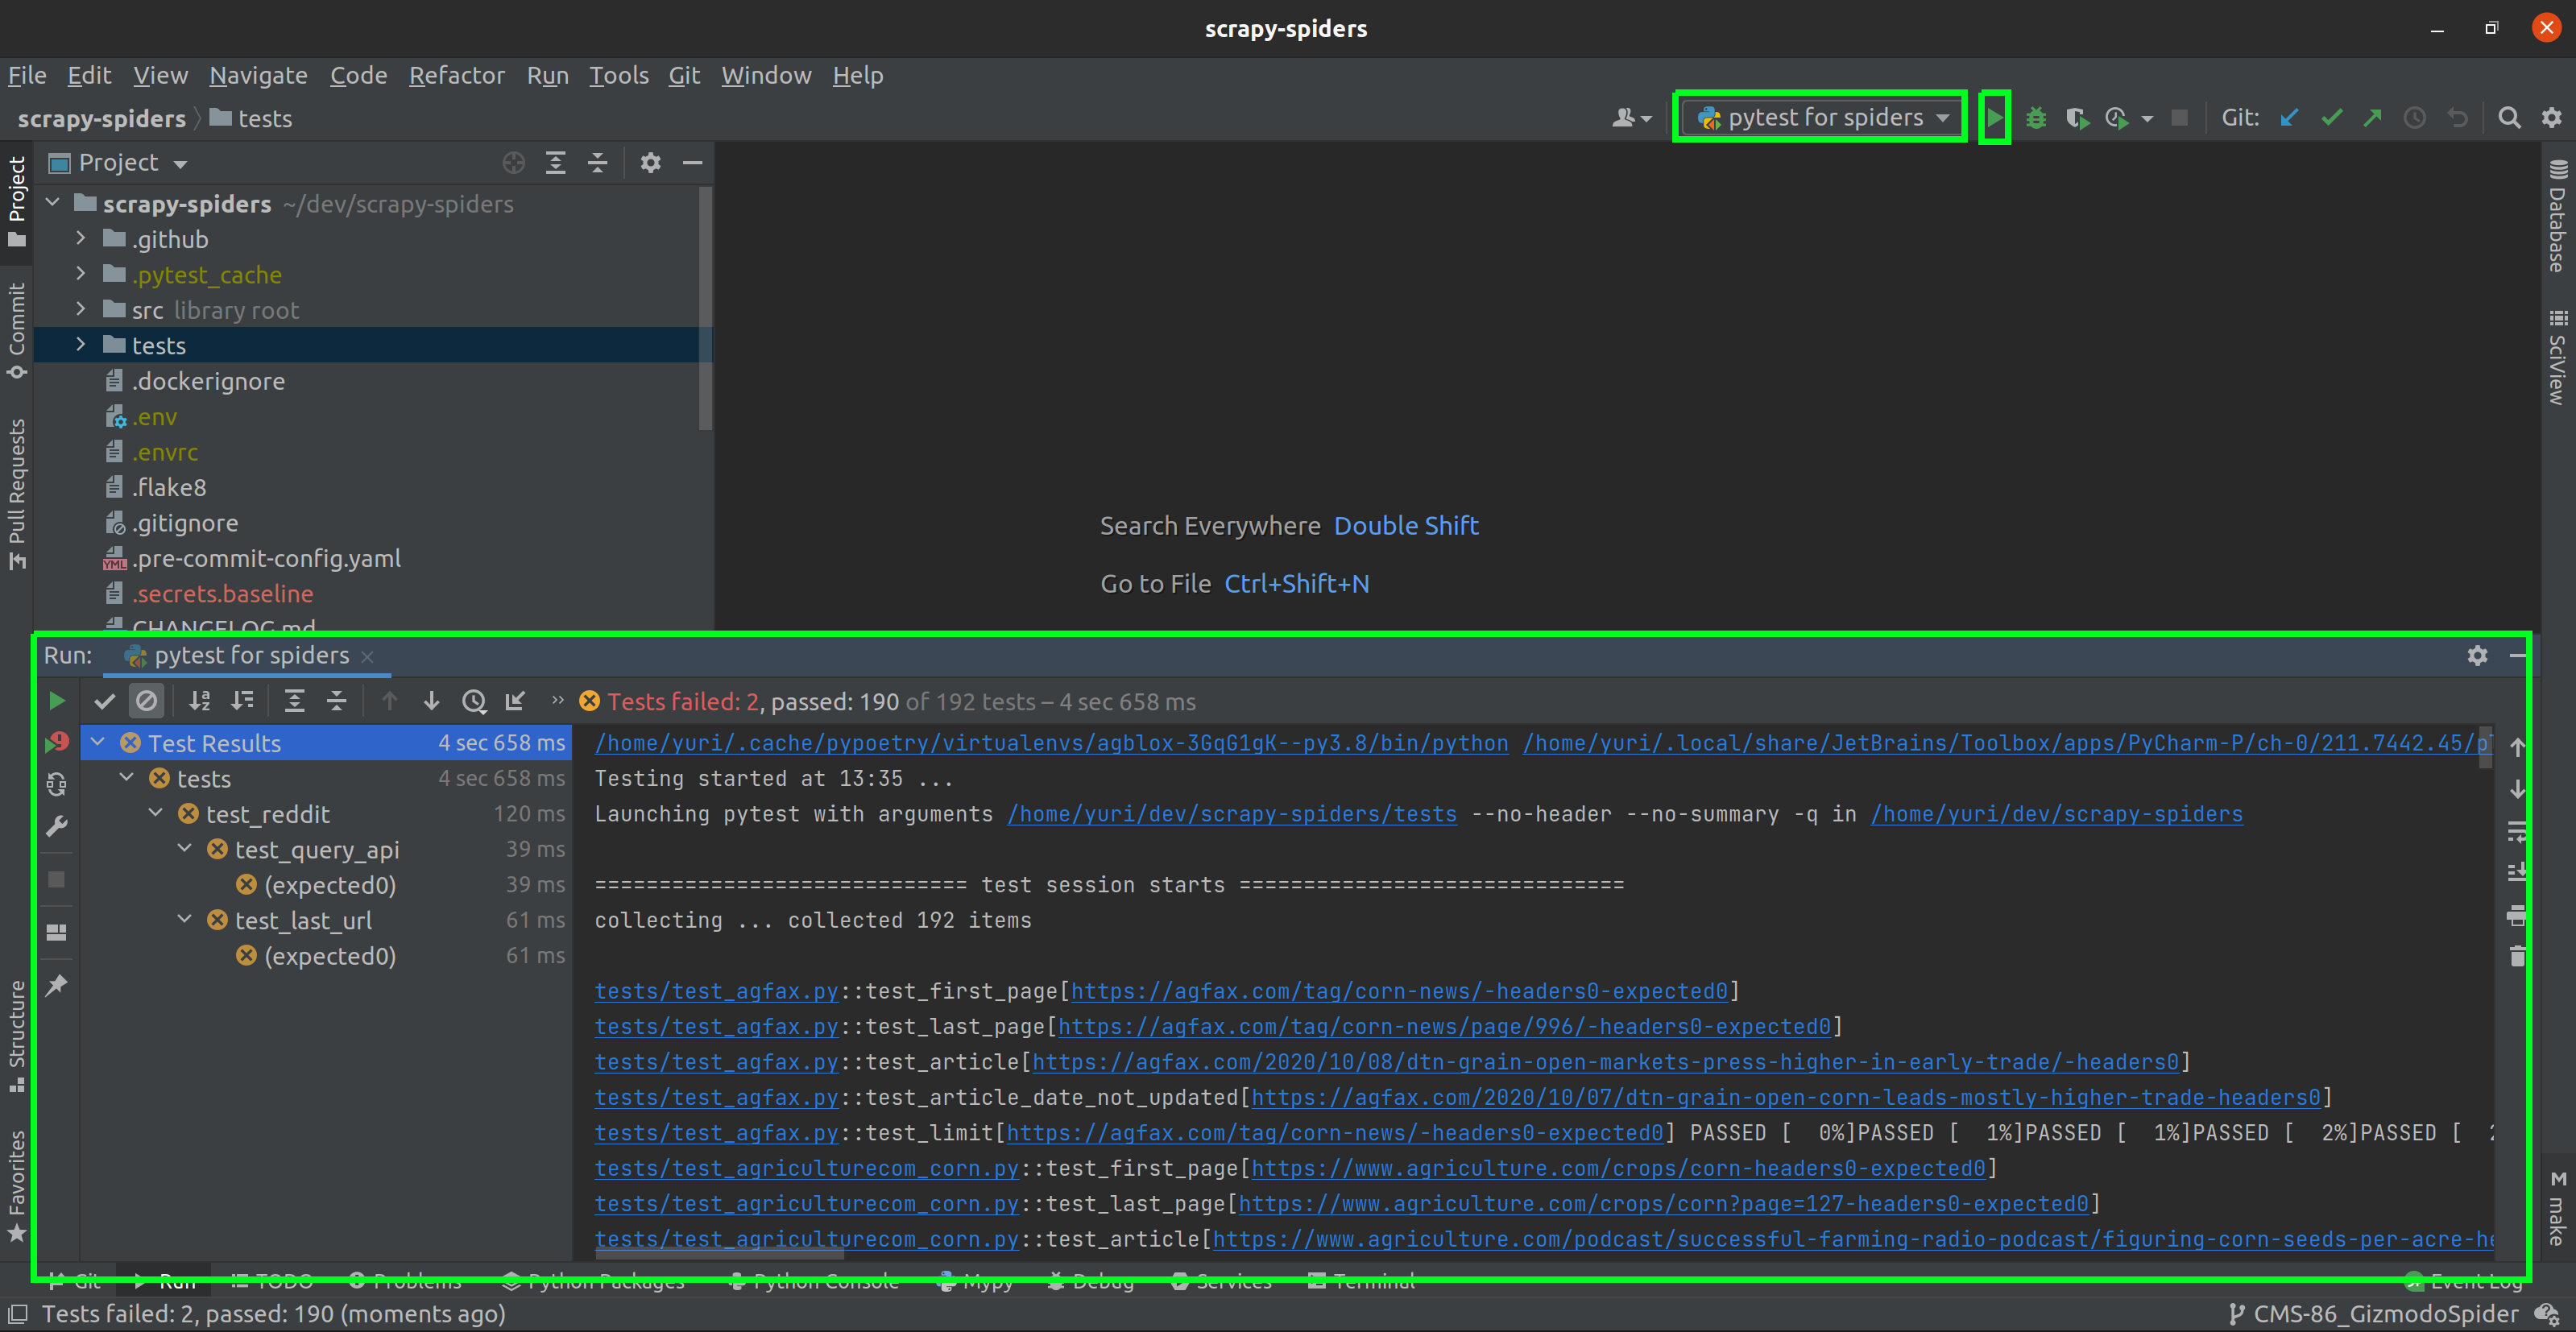 scrapy-spiders
File Edit View Navigate Code Refactor Run Tools Git Window Help
scrapy-spiders tests
pytest for spiders
Git:
Project
scrapy-spiders ~/dev/scrapy-spiders
.github
.pytest_cache
src library root
tests
.dockerignore
.env
.envrc
.flake8
.gitignore
.pre-commit-config.yaml
.secrets.baseline
CHANGELOG.md
Project
Commit
Pull Requests
Structure
Favorites
Database
SciView
make
Search Everywhere Double Shift
Go to File Ctrl+Shift+N
Run: pytest for spiders
Tests failed: 2, passed: 190 of 192 tests – 4 sec 658 ms
Test Results 4 sec 658 ms
tests 4 sec 658 ms
test_reddit 120 ms
test_query_api 39 ms
(expected0) 39 ms
test_last_url 61 ms
(expected0) 61 ms
/home/yuri/.cache/pypoetry/virtualenvs/agblox-3GqG1gK--py3.8/bin/python /home/yuri/.local/share/JetBrains/Toolbox/apps/PyCharm-P/ch-0/211.7442.45/pl
Testing started at 13:35 ...
Launching pytest with arguments /home/yuri/dev/scrapy-spiders/tests --no-header --no-summary -q in /home/yuri/dev/scrapy-spiders
============================= test session starts ==============================
collecting ... collected 192 items
tests/test_agfax.py::test_first_page[https://agfax.com/tag/corn-news/-headers0-expected0]
tests/test_agfax.py::test_last_page[https://agfax.com/tag/corn-news/page/996/-headers0-expected0]
tests/test_agfax.py::test_article[https://agfax.com/2020/10/08/dtn-grain-open-markets-press-higher-in-early-trade/-headers0]
tests/test_agfax.py::test_article_date_not_updated[https://agfax.com/2020/10/07/dtn-grain-open-corn-leads-mostly-higher-trade-headers0]
tests/test_agfax.py::test_limit[https://agfax.com/tag/corn-news/-headers0-expected0] PASSED [  0%]PASSED [  1%]PASSED [  1%]PASSED [  2%]PASSED [  2
tests/test_agriculturecom_corn.py::test_first_page[https://www.agriculture.com/crops/corn-headers0-expected0]
tests/test_agriculturecom_corn.py::test_last_page[https://www.agriculture.com/crops/corn?page=127-headers0-expected0]
tests/test_agriculturecom_corn.py::test_article[https://www.agriculture.com/podcast/successful-farming-radio-podcast/figuring-corn-seeds-per-acre-he
Git Run TODO Problems Python Packages Python Console Mypy Debug Services Terminal Event Log
Tests failed: 2, passed: 190 (moments ago) CMS-86_GizmodoSpider